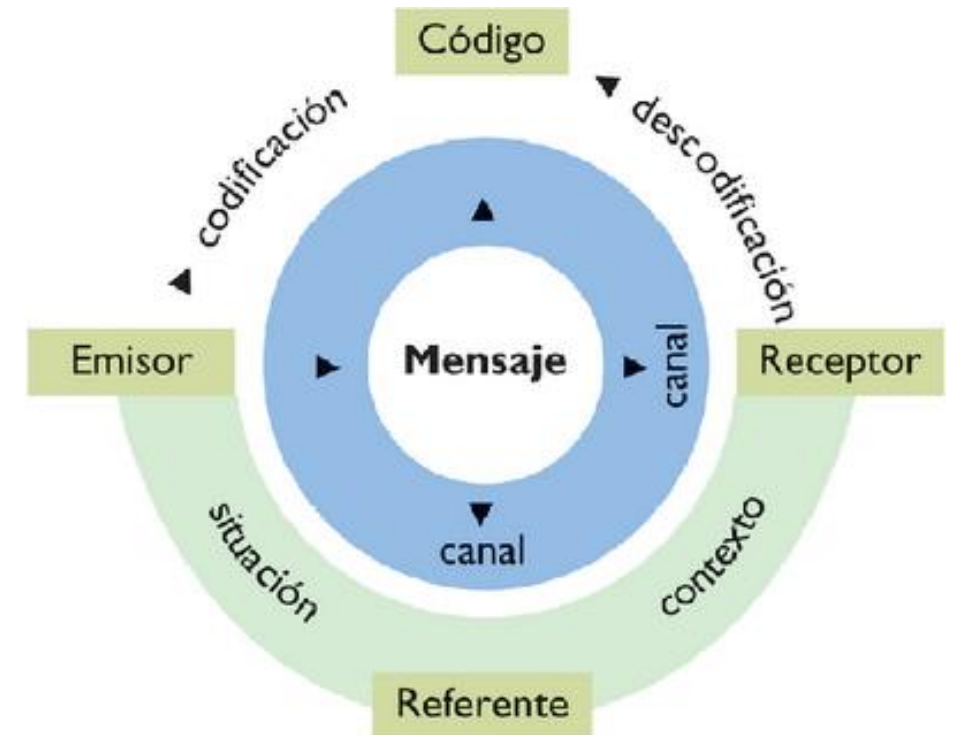 Código
codificación
descodificación
Emisor
Mensaje
canal
Receptor
canal
situación
contexto
Referente